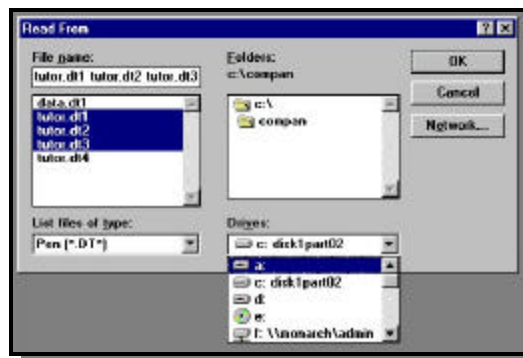 Read From
File name:
tutor.dt1 tutor.dt2 tutor.dt3
data.dt1
tutor.dt1
tutor.dt2
tutor.dt3
tutor.dt4
List files of type:
Pen (*.DT*)
Folders:
c:\compan
c:\
compan
Drives:
c: disk1part02
a:
c: disk1part02
d:
e:
f: \\monarch\admin
OK
Cancel
Network...